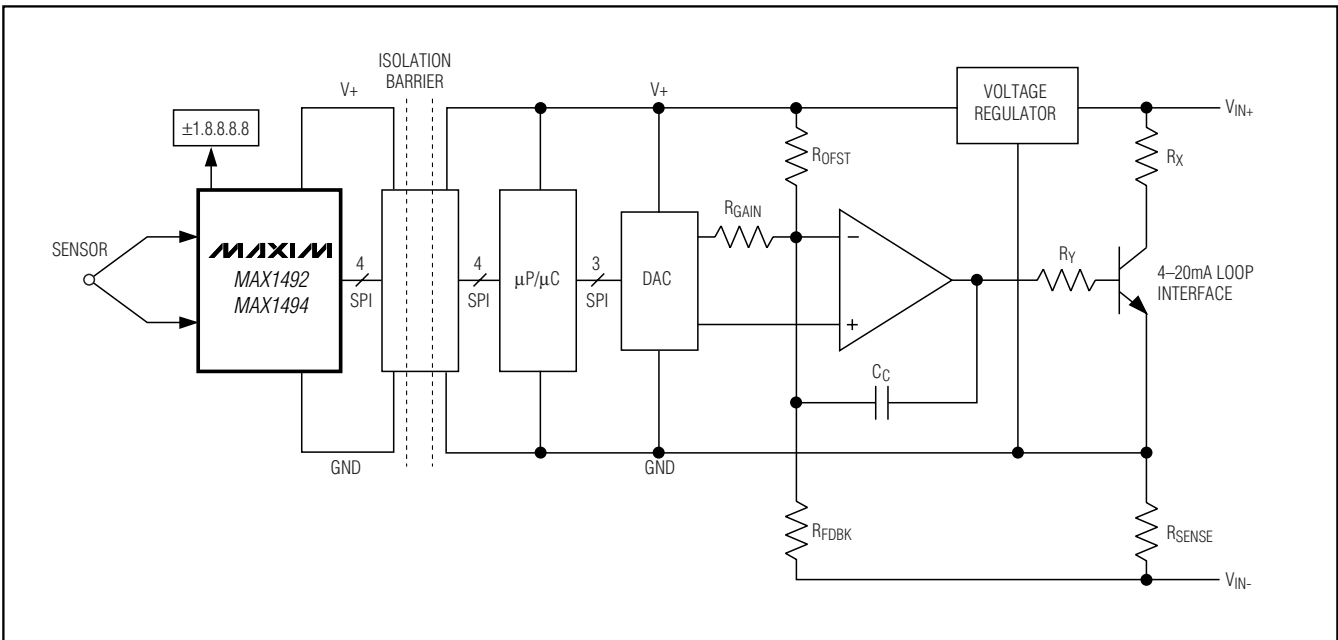 ISOLATION
BARRIER
V+
V+
VOLTAGE
REGULATOR
VIN+
±1.8.8.8.8
ROFST
RX
RGAIN
SENSOR
MAXIM
MAX1492
MAX1494
4
SPI
4
SPI
µP/µC
3
SPI
DAC
−
+
RY
4–20mA LOOP
INTERFACE
CC
GND
GND
RFDBK
RSENSE
VIN-